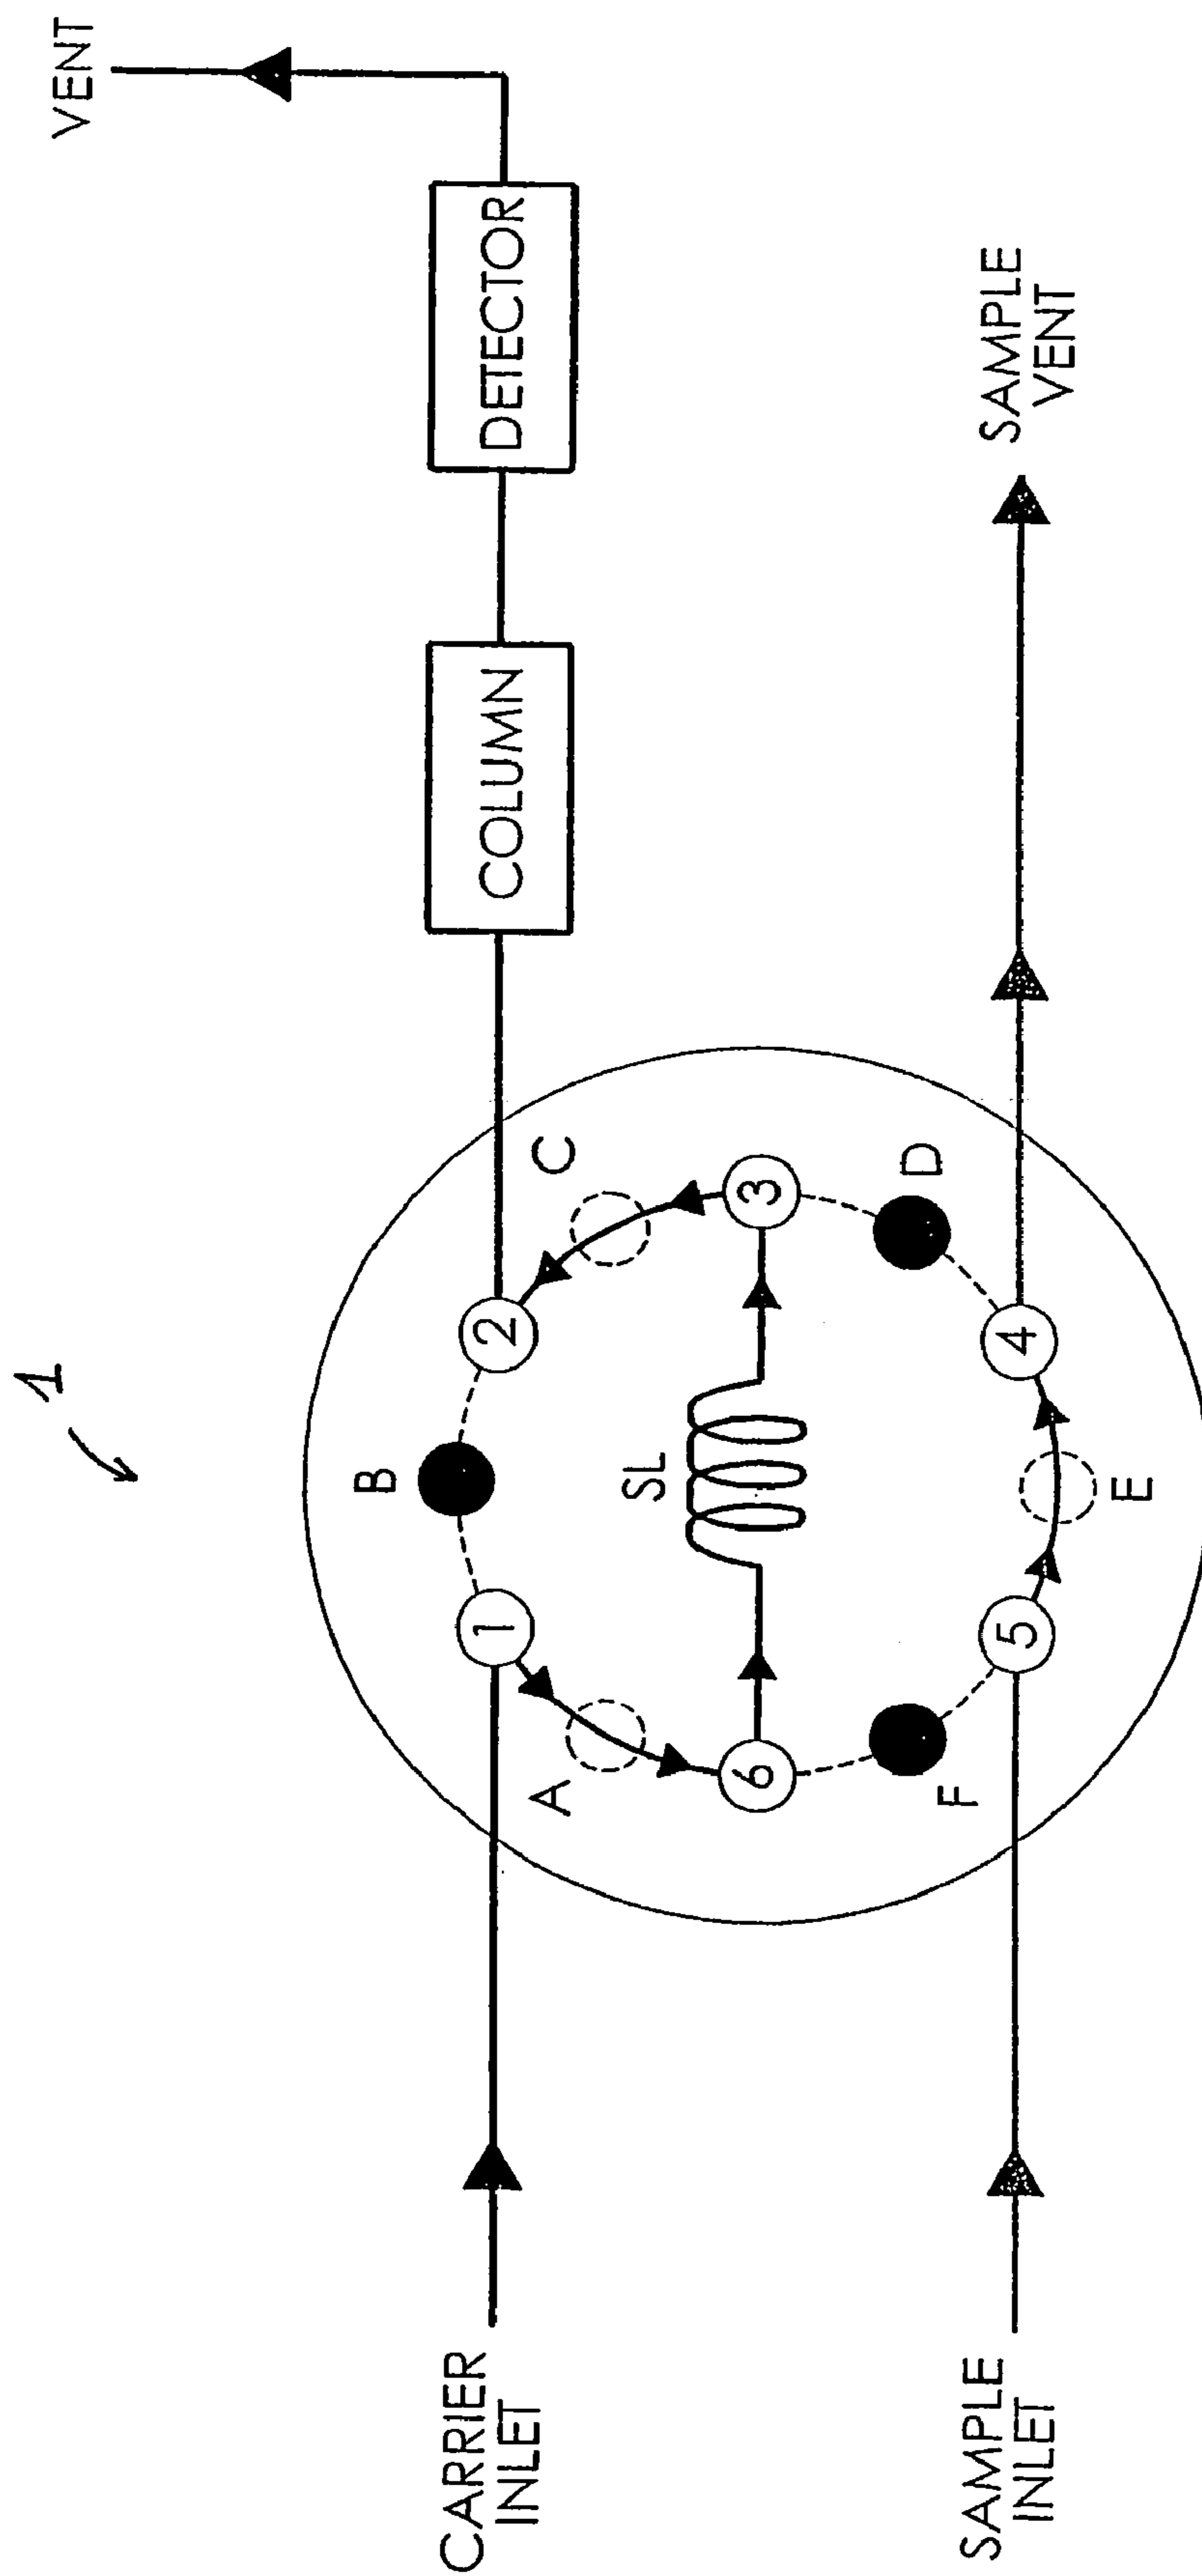 1
VENT
CARRIER
INLET
1
B
2
COLUMN
DETECTOR
A
C
6
SL
3
F
D
SAMPLE
INLET
5
E
4
SAMPLE
VENT